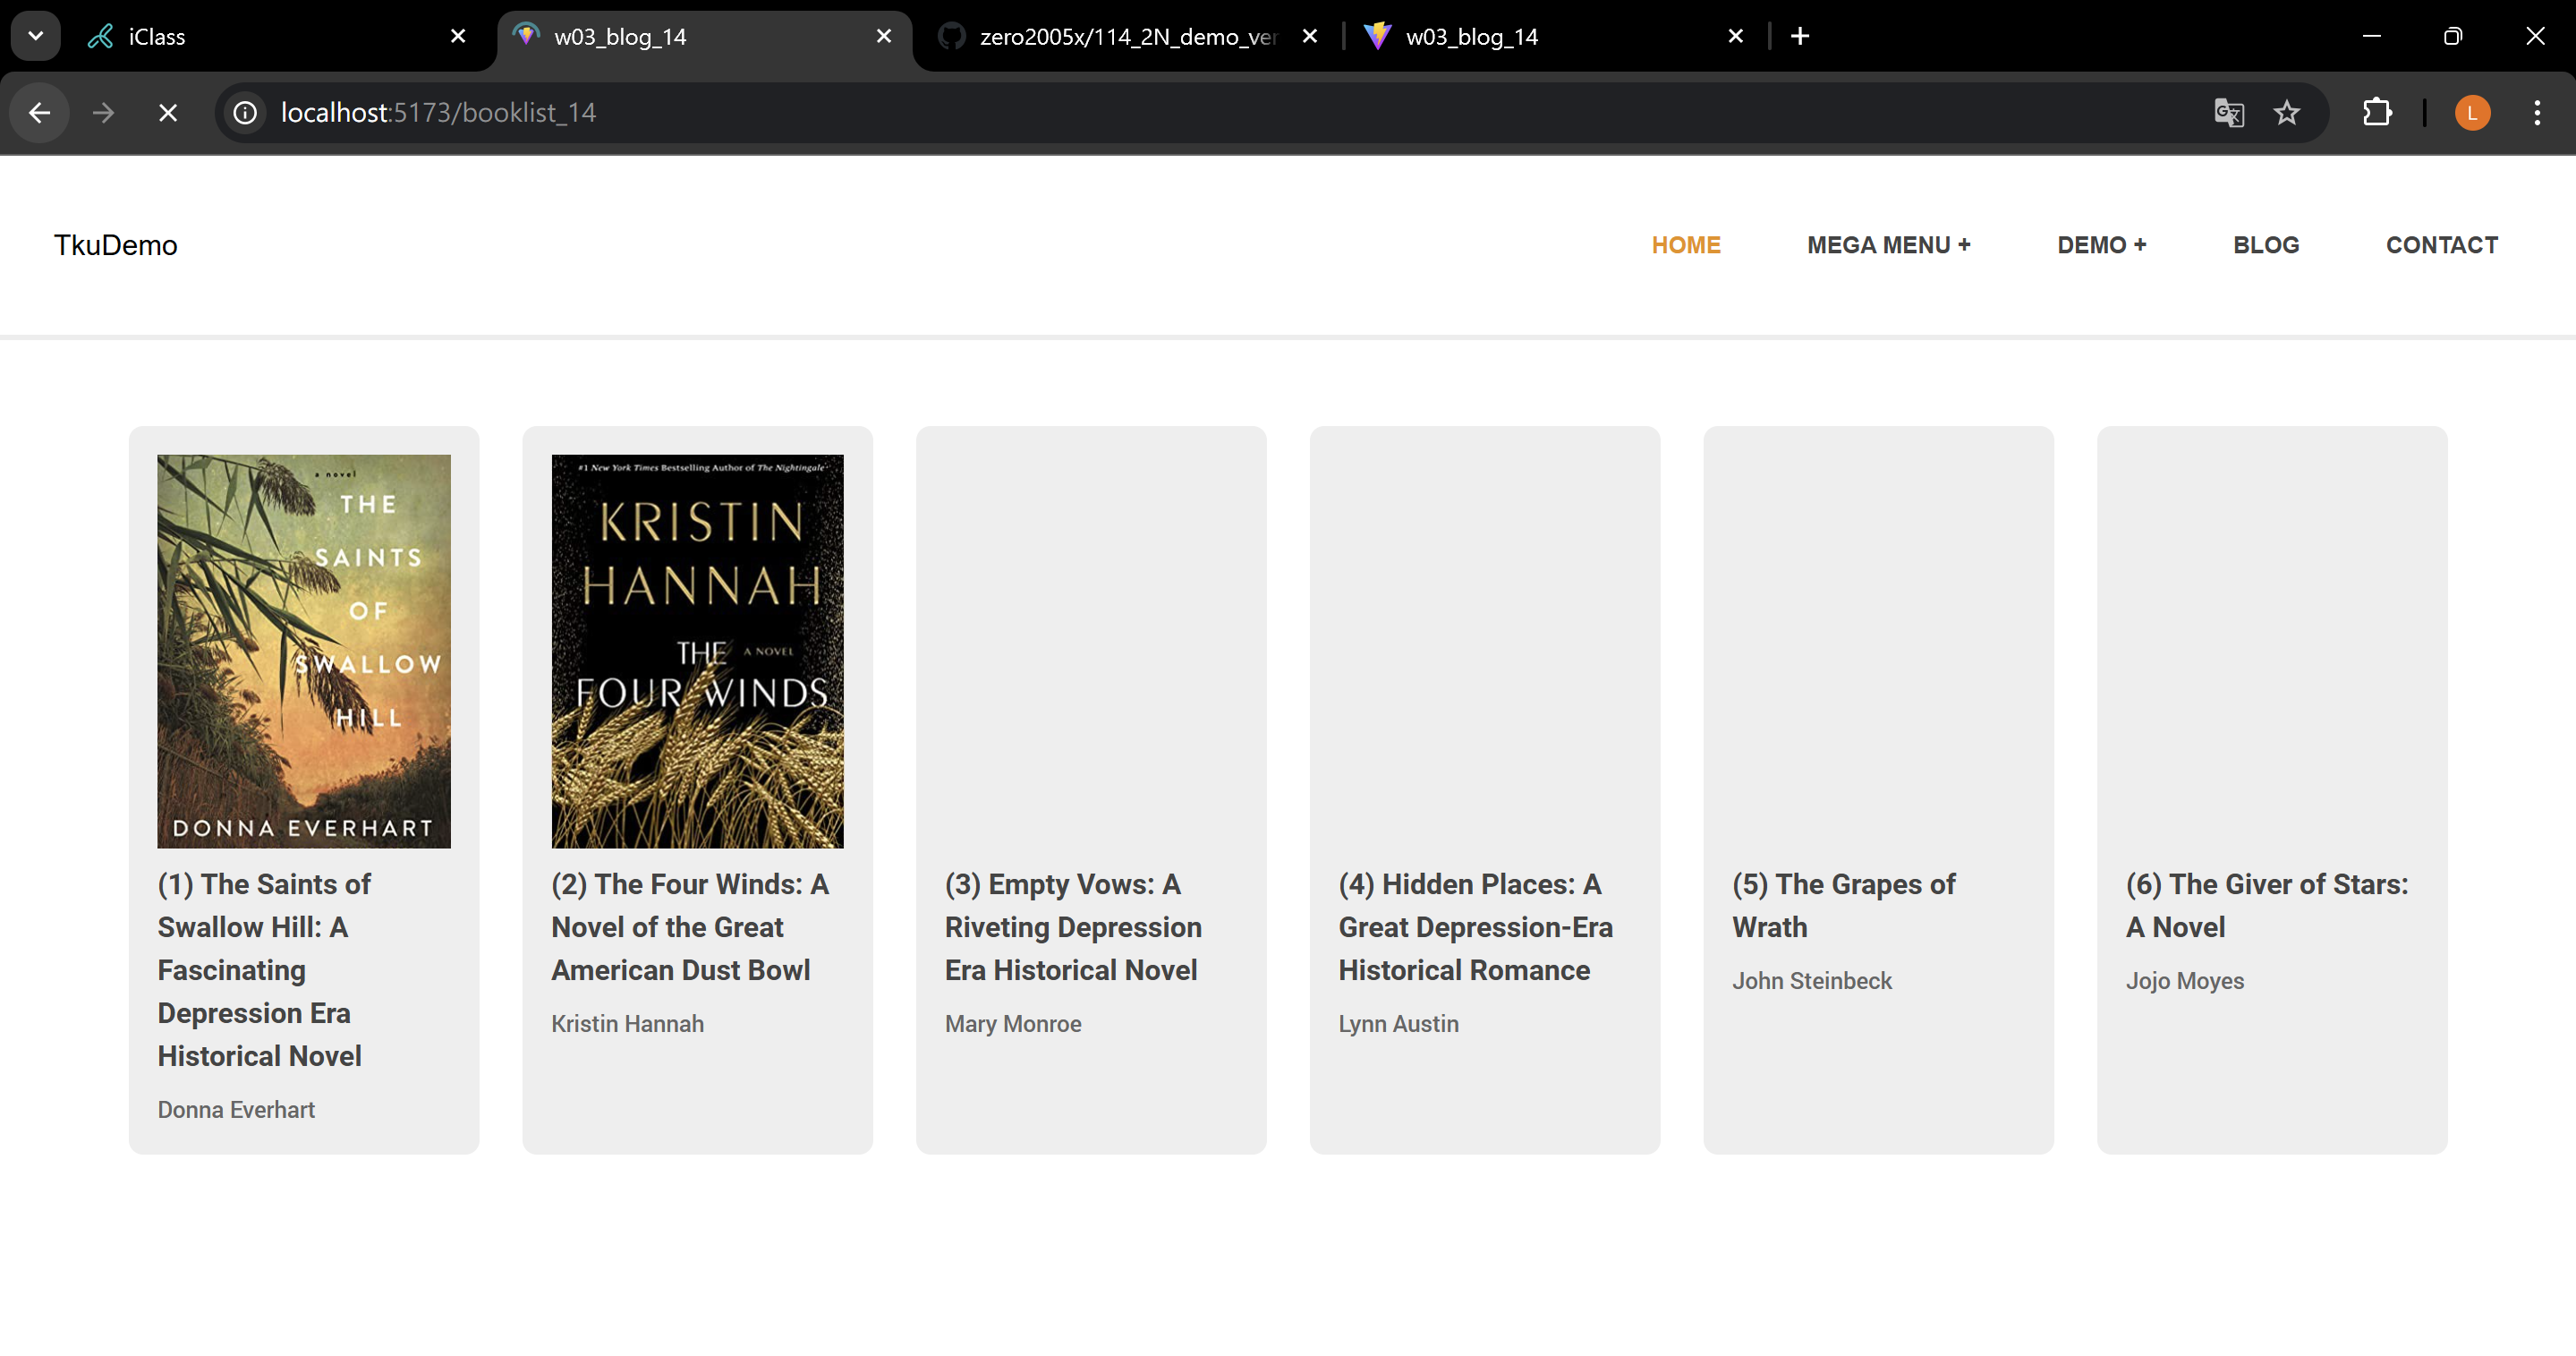 iClass
w03_blog_14
zero2005x/114_2N_demo_ver
w03_blog_14
localhost:5173/booklist_14
L
TkuDemo
HOME
MEGA MENU +
DEMO +
BLOG
CONTACT
a novel
THE
SAINTS
OF
SWALLOW
HILL
DONNA EVERHART
(1) The Saints of
Swallow Hill: A
Fascinating
Depression Era
Historical Novel
Donna Everhart
#1 New York Times Bestselling Author of The Nightingale
KRISTIN
HANNAH
THE A NOVEL
FOUR WINDS
(2) The Four Winds: A
Novel of the Great
American Dust Bowl
Kristin Hannah
(3) Empty Vows: A
Riveting Depression
Era Historical Novel
Mary Monroe
(4) Hidden Places: A
Great Depression-Era
Historical Romance
Lynn Austin
(5) The Grapes of
Wrath
John Steinbeck
(6) The Giver of Stars:
A Novel
Jojo Moyes